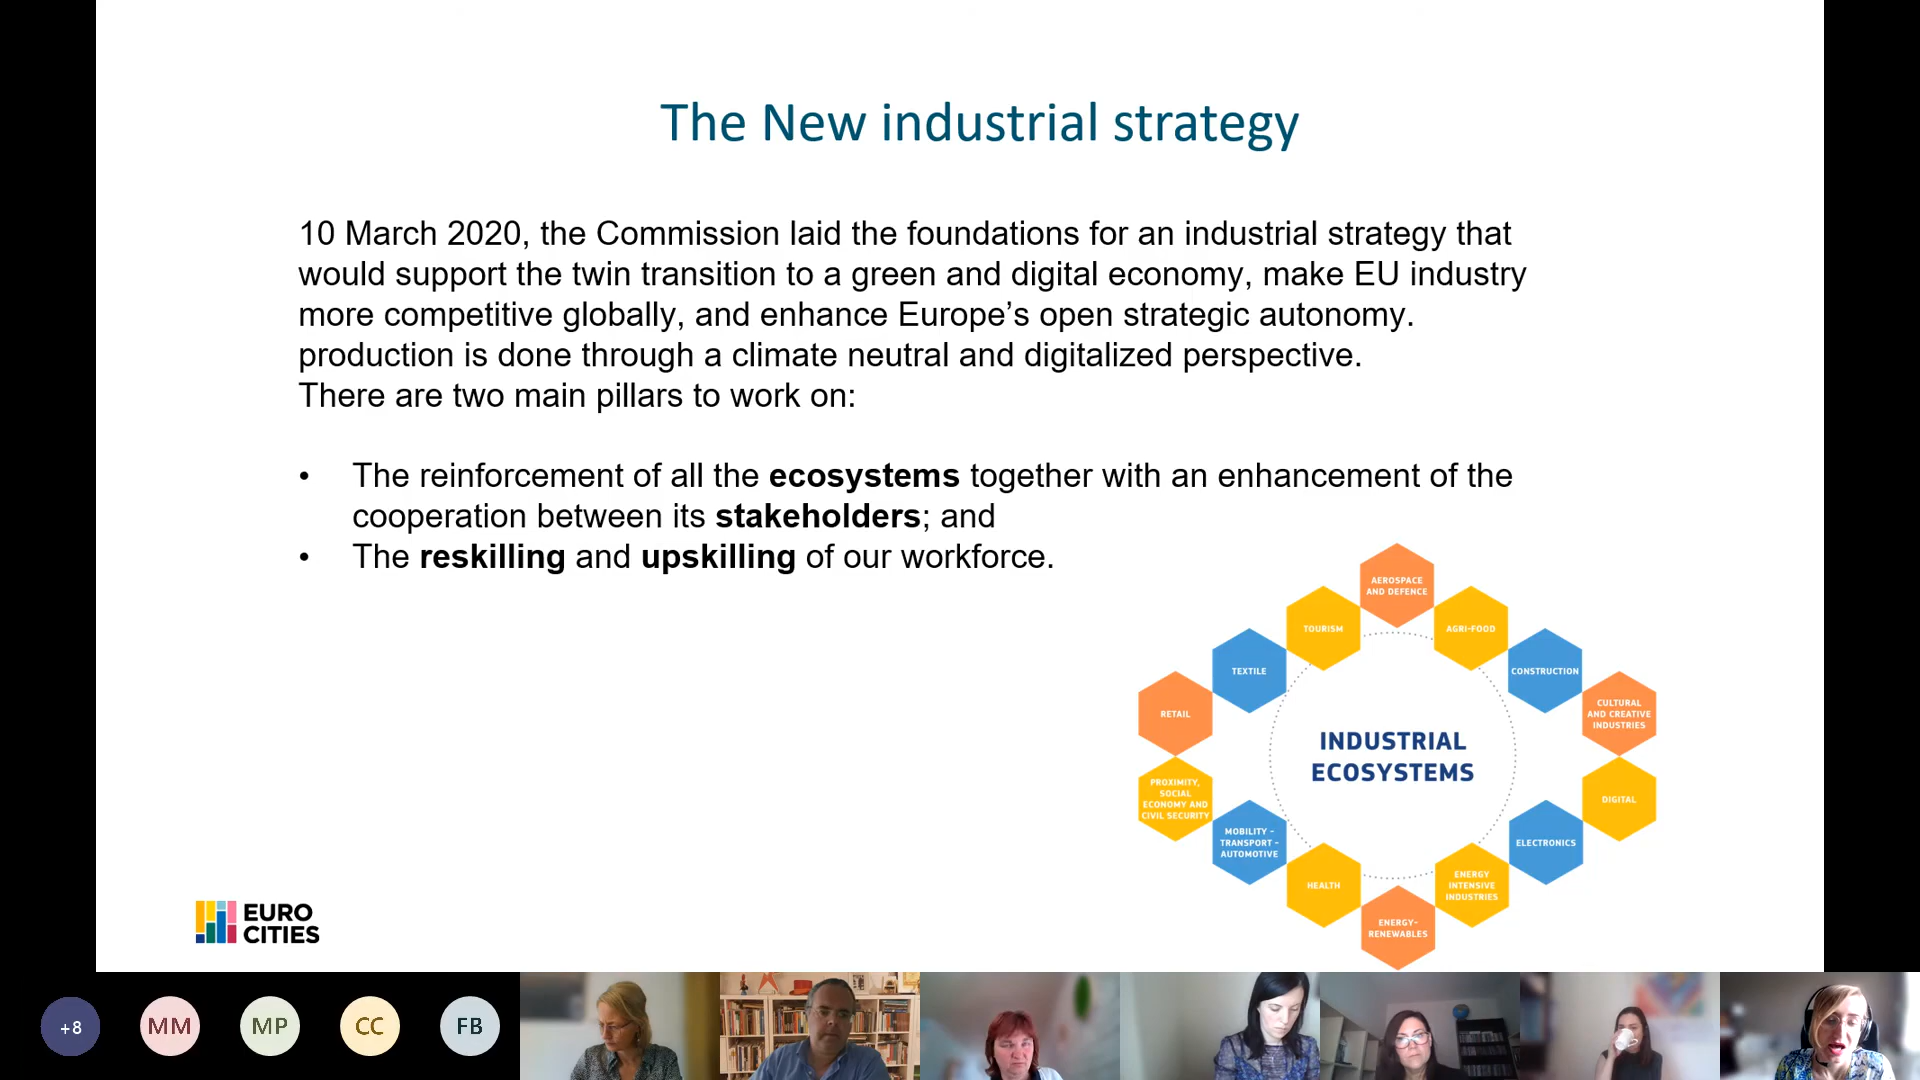 The New industrial strategy
10 March 2020, the Commission laid the foundations for an industrial strategy that
would support the twin transition to a green and digital economy, make EU industry
more competitive globally, and enhance Europe’s open strategic autonomy.
production is done through a climate neutral and digitalized perspective.
There are two main pillars to work on:
• The reinforcement of all the ecosystems together with an enhancement of the
cooperation between its stakeholders; and
• The reskilling and upskilling of our workforce.
AEROSPACE
AND DEFENCE
TOURISM
AGRI-FOOD
TEXTILE
CONSTRUCTION
RETAIL
CULTURAL
AND CREATIVE
INDUSTRIES
INDUSTRIAL
ECOSYSTEMS
PROXIMITY,
SOCIAL
ECONOMY AND
CIVIL SECURITY
DIGITAL
MOBILITY -
TRANSPORT -
AUTOMOTIVE
ELECTRONICS
HEALTH
ENERGY
INTENSIVE
INDUSTRIES
ENERGY-
RENEWABLES
EURO
CITIES
+8
MM
MP
CC
FB